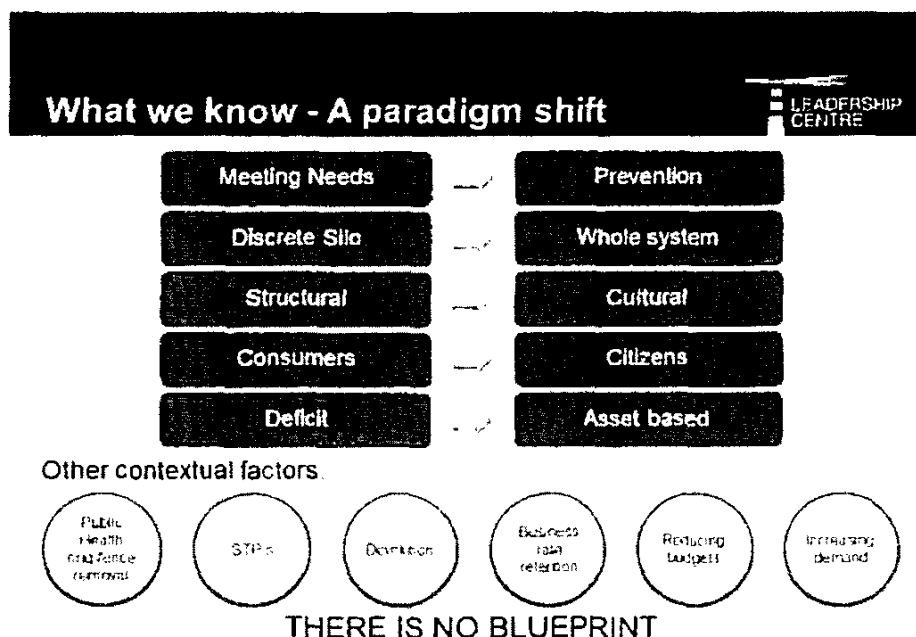 What we know - A paradigm shift
LEADERSHIP
CENTRE
Meeting Needs
Prevention
Discrete Silo
Whole system
Structural
Cultural
Consumers
Citizens
Deficit
Asset based
Other contextual factors.
Public
Health
ringfence
removal
STP's
Devolution
Business
rate
retention
Reducing
budgets
Increasing
demand
THERE IS NO BLUEPRINT